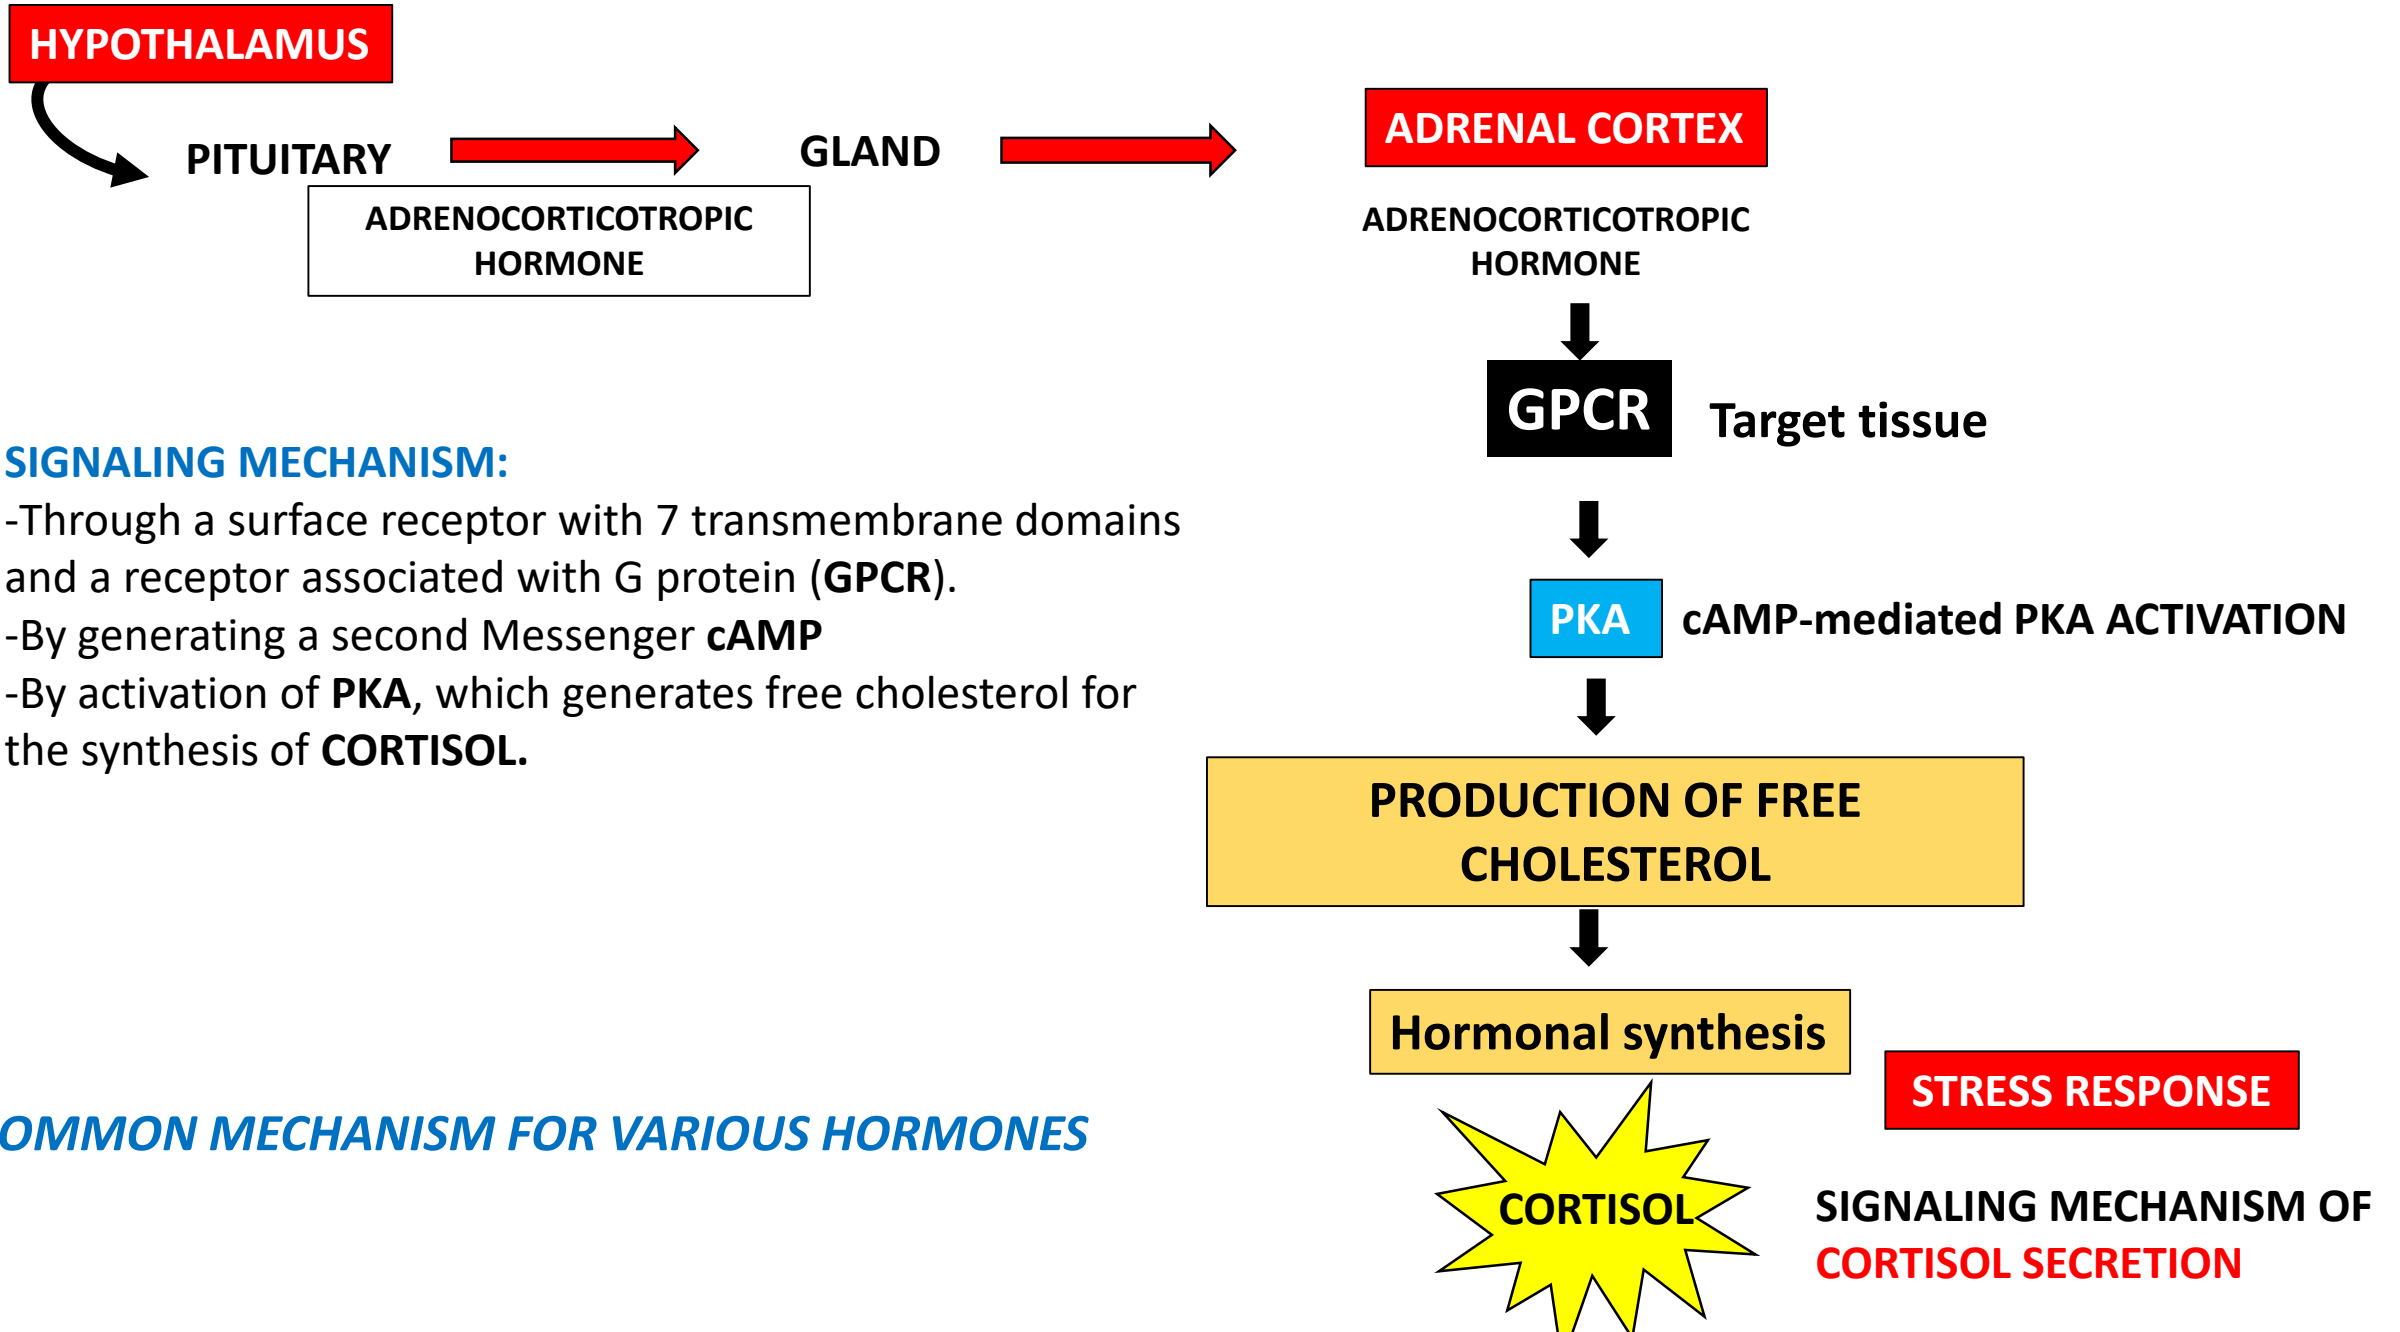 HYPOTHALAMUS
PITUITARY
GLAND
ADRENOCORTICOTROPIC
HORMONE
ADRENAL CORTEX
ADRENOCORTICOTROPIC
HORMONE
GPCR
Target tissue
SIGNALING MECHANISM:
-Through a surface receptor with 7 transmembrane domains
and a receptor associated with G protein (GPCR).
-By generating a second Messenger cAMP
-By activation of PKA, which generates free cholesterol for
the synthesis of CORTISOL.
PKA
cAMP-mediated PKA ACTIVATION
PRODUCTION OF FREE
CHOLESTEROL
Hormonal synthesis
STRESS RESPONSE
OMMON MECHANISM FOR VARIOUS HORMONES
CORTISOL
SIGNALING MECHANISM OF
CORTISOL SECRETION